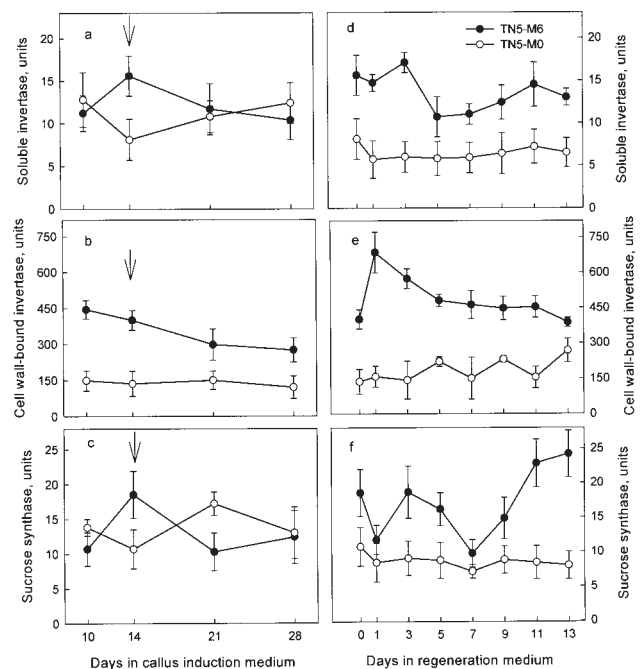 a
Soluble invertase, units
20
15
10
5
0
b
Cell wall-bound invertase, units
750
600
450
300
150
0
c
Sucrose synthase, units
25
20
15
10
5
0
10 14 21 28
Days in callus induction medium
d
TN5-M6
TN5-M0
Soluble invertase, units
20
15
10
5
0
e
Cell wall-bound invertase, units
750
600
450
300
150
0
f
Sucrose synthase, units
25
20
15
10
5
0
0 1 3 5 7 9 11 13
Days in regeneration medium